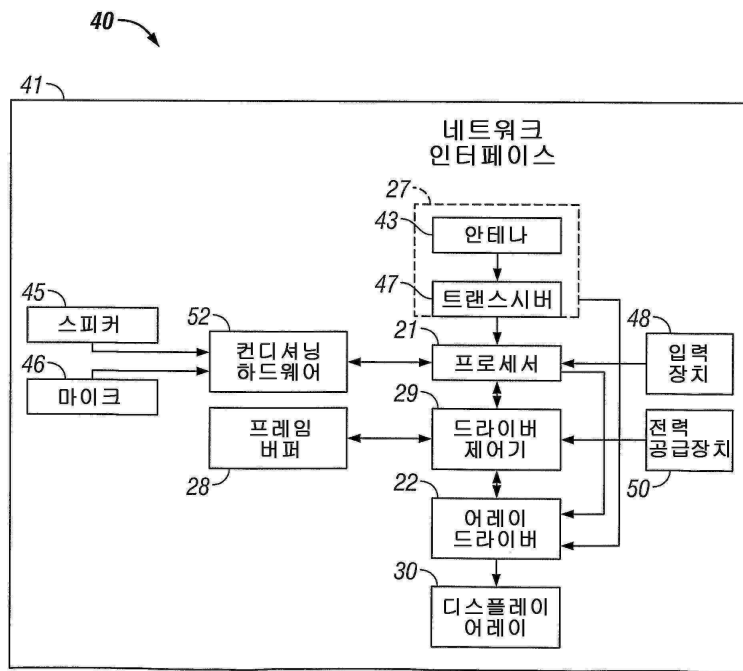 40
41
네트워크
인터페이스
27
43
안테나
47
트랜스시버
45
스피커
52
컨디셔닝
하드웨어
21
프로세서
48
입력
장치
46
마이크
29
드라이버
제어기
프레임
버퍼
28
전력
공급장치
50
22
어레이
드라이버
30
디스플레이
어레이